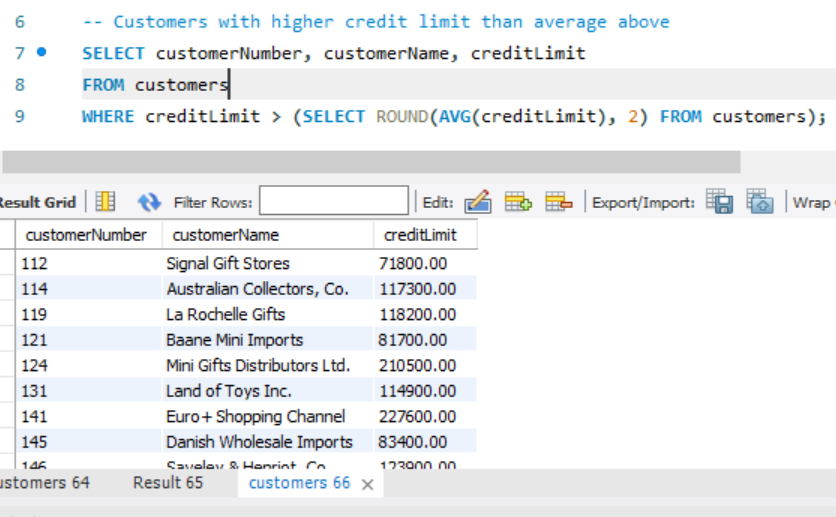 6 -- Customers with higher credit limit than average above
7 SELECT customerNumber, customerName, creditLimit
8 FROM customers
9 WHERE creditLimit > (SELECT ROUND(AVG(creditLimit), 2) FROM customers);
Result Grid Filter Rows: Edit: Export/Import: Wrap
customerNumber customerName creditLimit
112 Signal Gift Stores 71800.00
114 Australian Collectors, Co. 117300.00
119 La Rochelle Gifts 118200.00
121 Baane Mini Imports 81700.00
124 Mini Gifts Distributors Ltd. 210500.00
131 Land of Toys Inc. 114900.00
141 Euro+ Shopping Channel 227600.00
145 Danish Wholesale Imports 83400.00
146 Saveley & Henriot, Co. 123900.00
ustomers 64 Result 65 customers 66